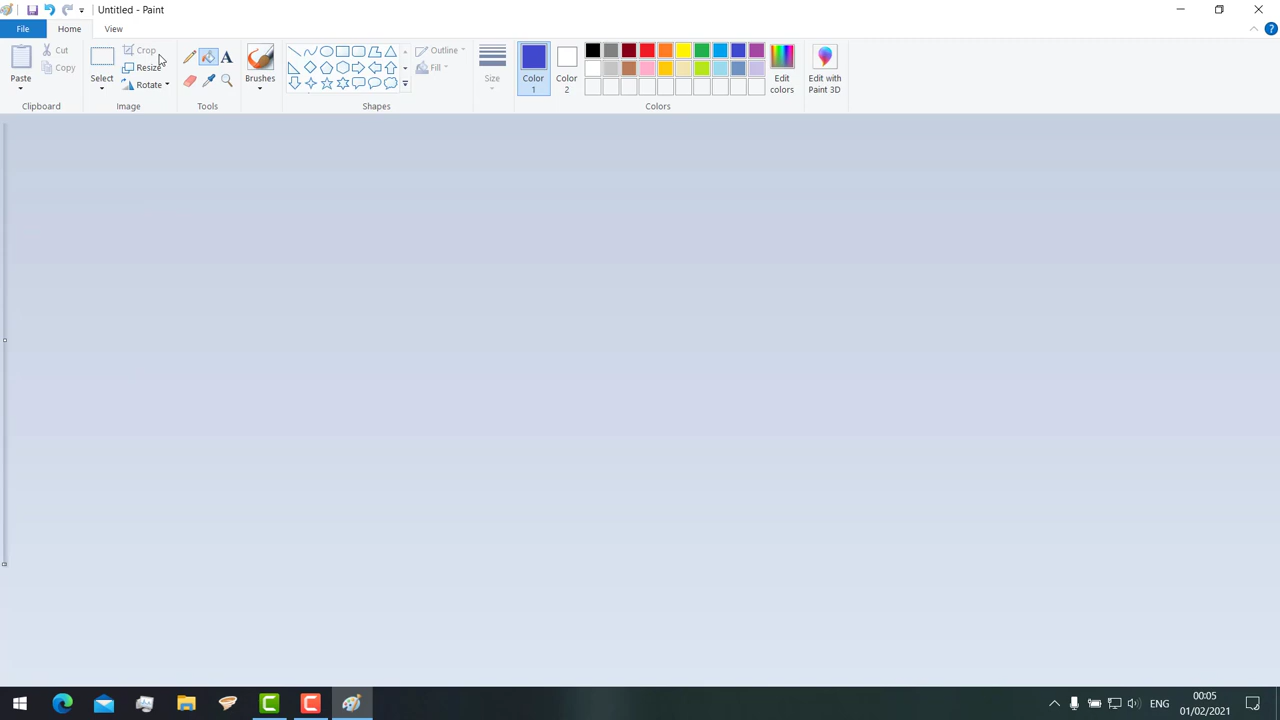 Untitled - Paint
File Home View
Cut Crop Outline
Copy Resize Fill
Paste Select Rotate Brushes Size Color 1 Color 2 Edit colors Edit with Paint 3D
Clipboard Image Tools Shapes Colors
ENG 00:05
01/02/2021